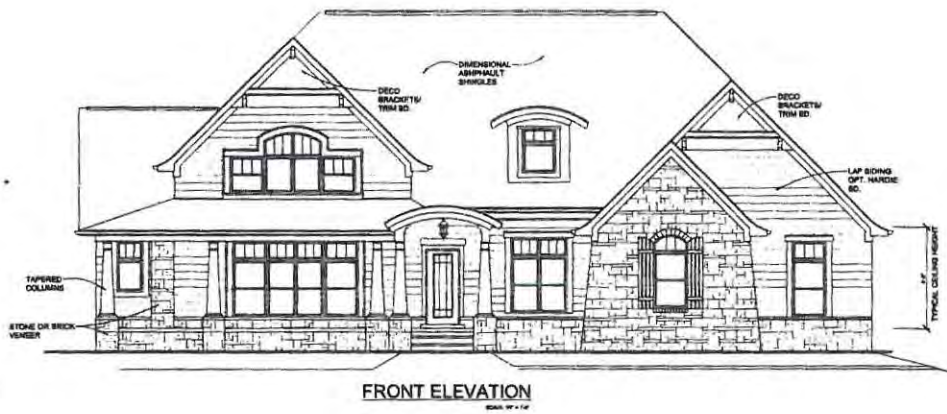 DIMENSIONAL
ASHPHAULT
SHINGLES
DECO
BRACKETS/
TRIM BD.
DECO
BRACKETS/
TRIM BD.
LAP SIDING
OPT. HARDIE
BD.
TAPERED
COLUMNS
STONE OR BRICK
VENEER
TYPICAL CEILING HEIGHT
FRONT ELEVATION
SCALE: